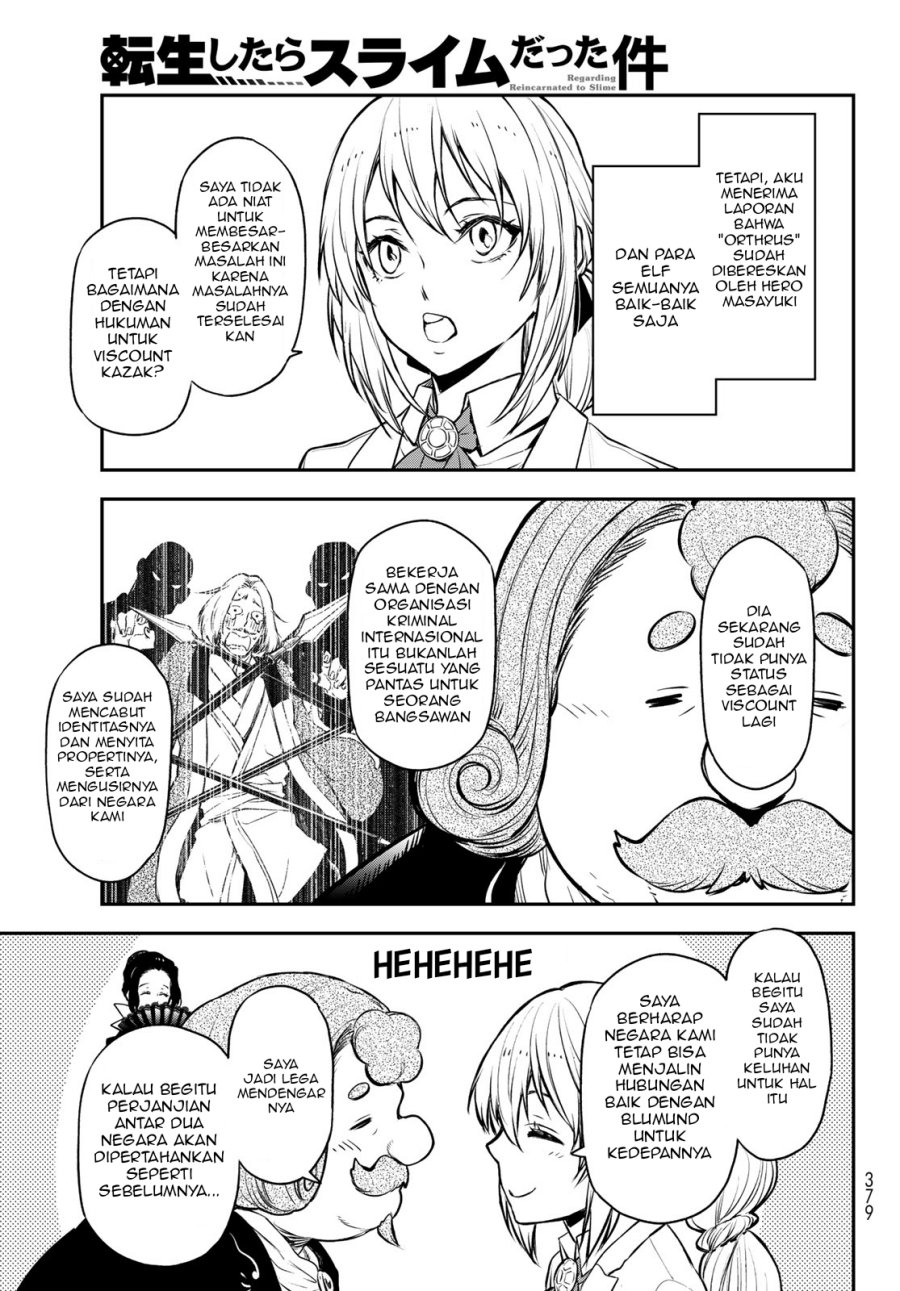 転生したらスライムだった件
Regarding
Reincarnated to Slime
TETAPI, AKU
MENERIMA
LAPORAN
BAHWA
"ORTHRUS"
SUDAH
DIBERESKAN
OLEH HERO
MASAYUKI
DAN PARA
ELF
SEMUANYA
BAIK-BAIK
SAJA
SAYA TIDAK
ADA NIAT
UNTUK
MEMBESAR-
BESARKAN
MASALAH INI
KARENA
MASALAHNYA
SUDAH
TERSELESAI
KAN
TETAPI
BAGAIMANA
DENGAN
HUKUMAN
UNTUK
VISCOUNT
KAZAK?
DIA
SEKARANG
SUDAH
TIDAK PUNYA
STATUS
SEBAGAI
VISCOUNT
LAGI
BEKERJA
SAMA DENGAN
ORGANISASI
KRIMINAL
INTERNASIONAL
ITU BUKANLAH
SESUATU YANG
PANTAS UNTUK
SEORANG
BANGSAWAN
SAYA SUDAH
MENCABUT
IDENTITASNYA
DAN MENYITA
PROPERTINYA,
SERTA
MENGUSIRNYA
DARI NEGARA
KAMI
HEHEHEHE
KALAU
BEGITU
SAYA
SUDAH
TIDAK
PUNYA
KELUHAN
UNTUK HAL
ITU
SAYA
BERHARAP
NEGARA KAMI
TETAP BISA
MENJALIN
HUBUNGAN
BAIK DENGAN
BLUMUND
UNTUK
KEDEPANNYA
SAYA
JADI LEGA
MENDENGAR
NYA
KALAU BEGITU
PERJANJIAN
ANTAR DUA
NEGARA AKAN
DIPERTAHANKAN
SEPERTI
SEBELUMNYA...
379